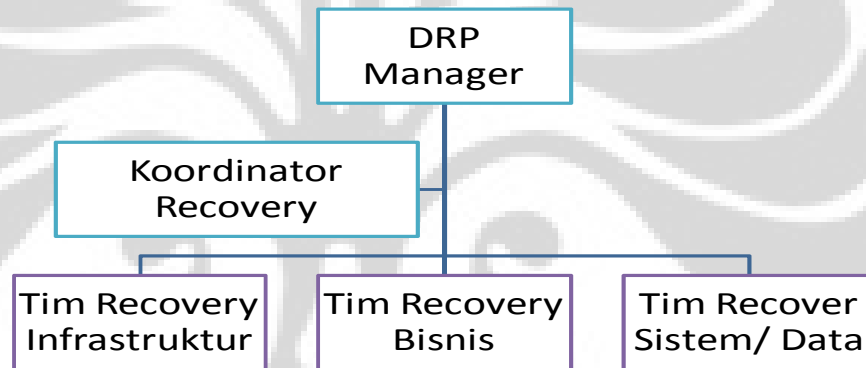 DRP
Manager
Koordinator
Recovery
Tim Recovery
Infrastruktur
Tim Recovery
Bisnis
Tim Recover
Sistem/ Data